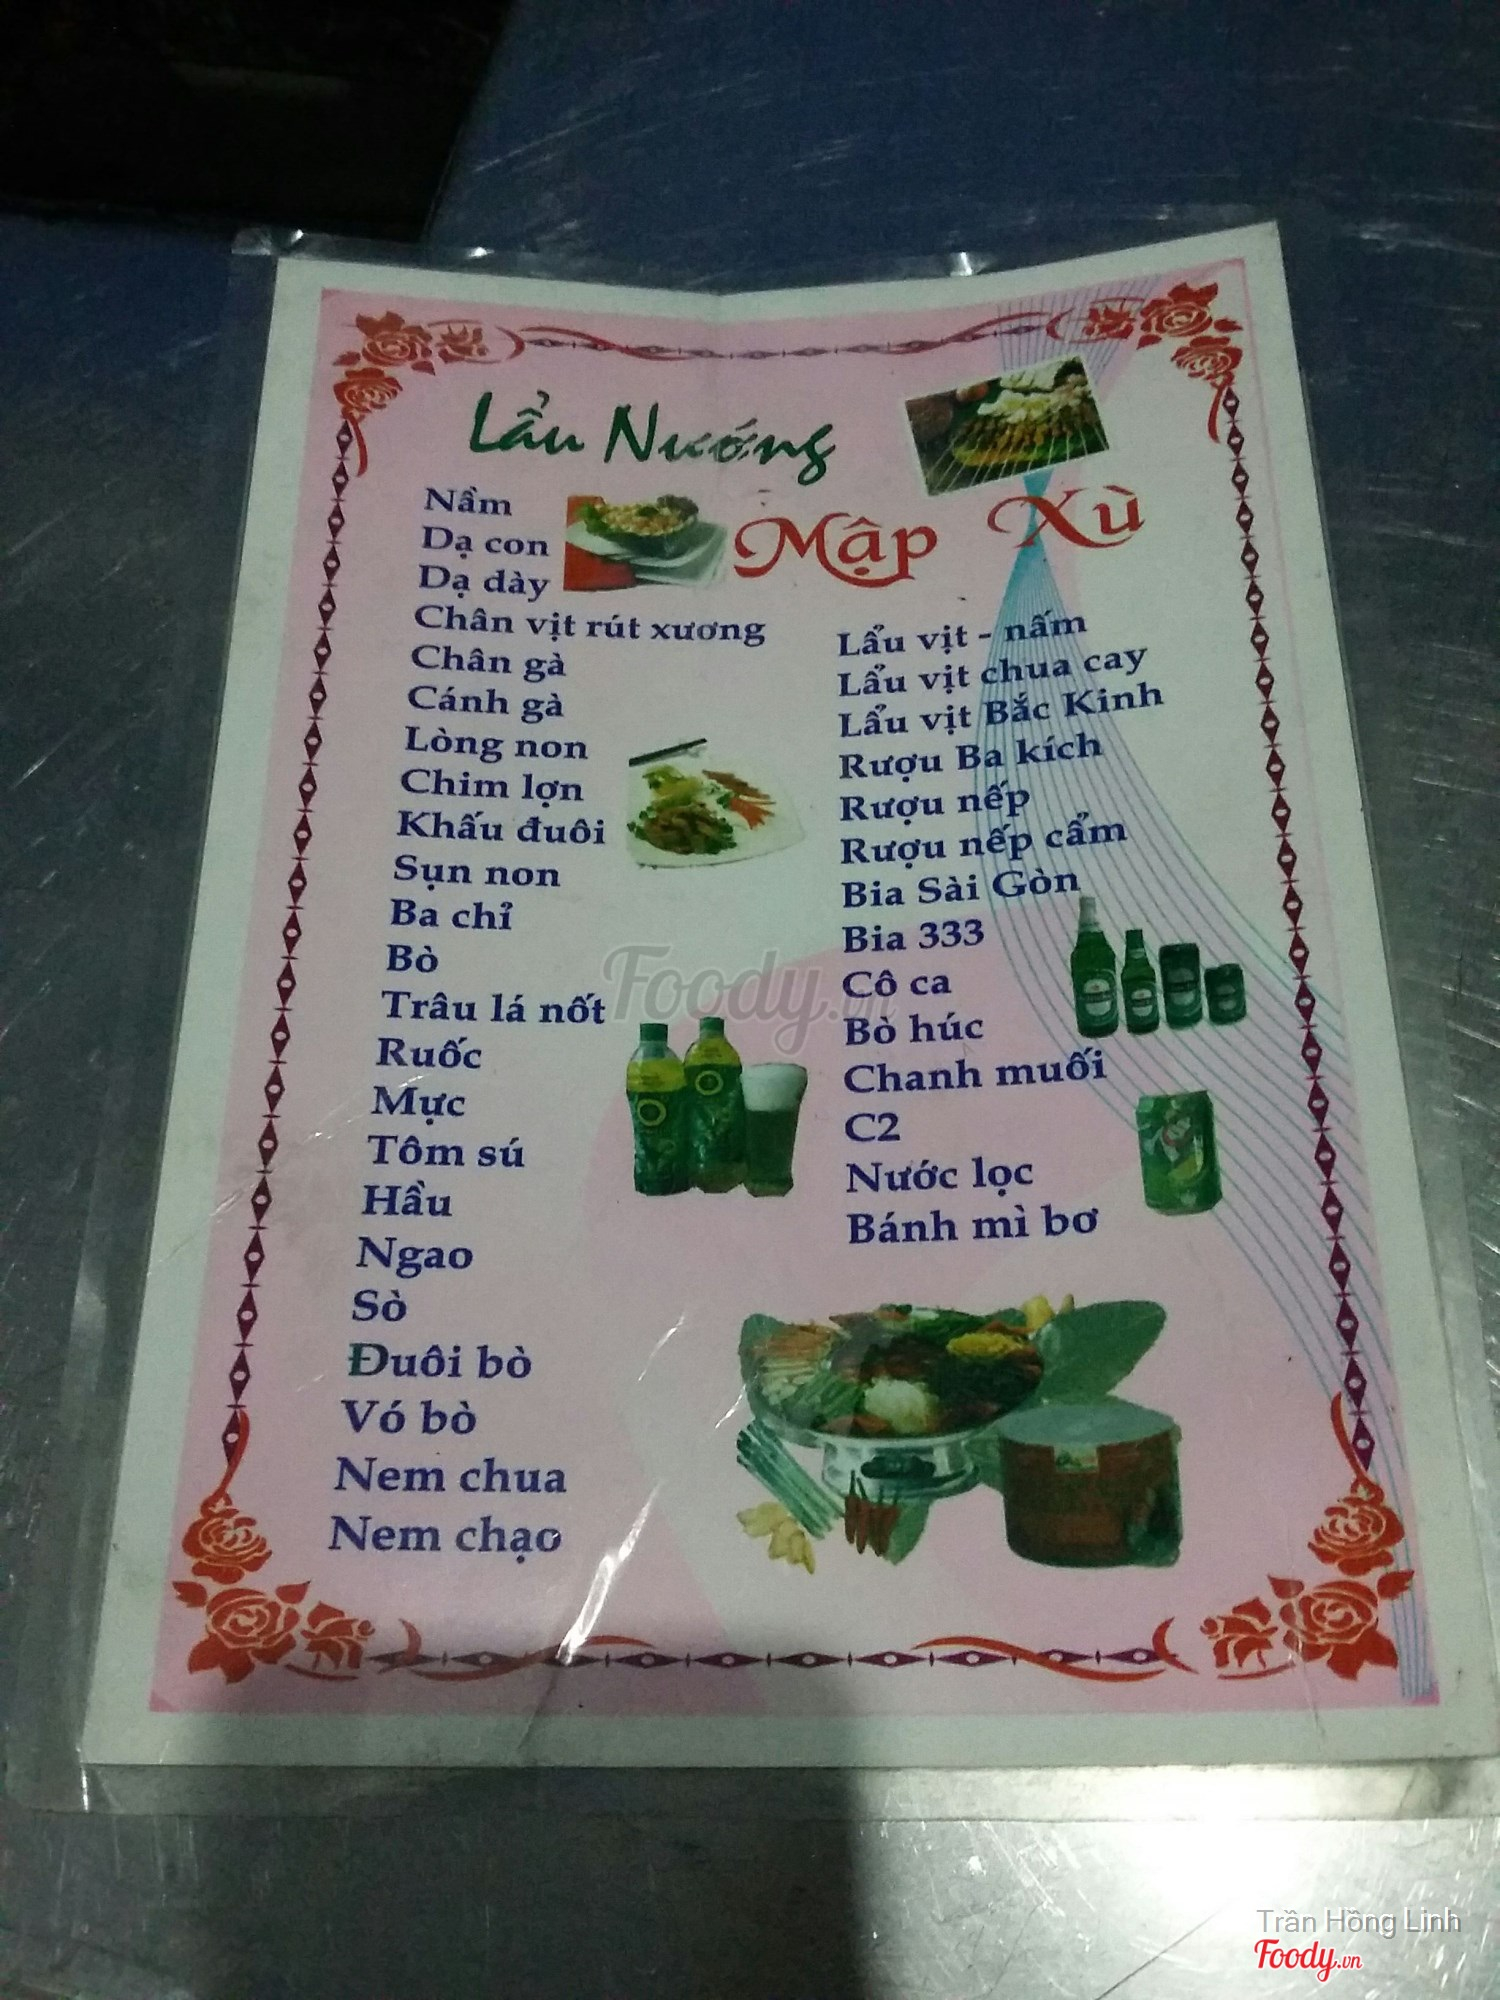 Lẩu Nướng
Mập Xù
Nầm
Dạ con
Dạ dày
Chân vịt rút xương
Chân gà
Cánh gà
Lòng non
Chim lợn
Khấu đuôi
Sụn non
Ba chỉ
Bò
Trâu lá nốt
Ruốc
Mực
Tôm sú
Hầu
Ngao
Sò
Đuôi bò
Vó bò
Nem chua
Nem chạo
Lẩu vịt - nấm
Lẩu vịt chua cay
Lẩu vịt Bắc Kinh
Rượu Ba kích
Rượu nếp
Rượu nếp cẩm
Bia Sài Gòn
Bia 333
Cô ca
Bò húc
Chanh muối
C2
Nước lọc
Bánh mì bơ
Foody.vn
Trần Hồng Linh
Foody.vn